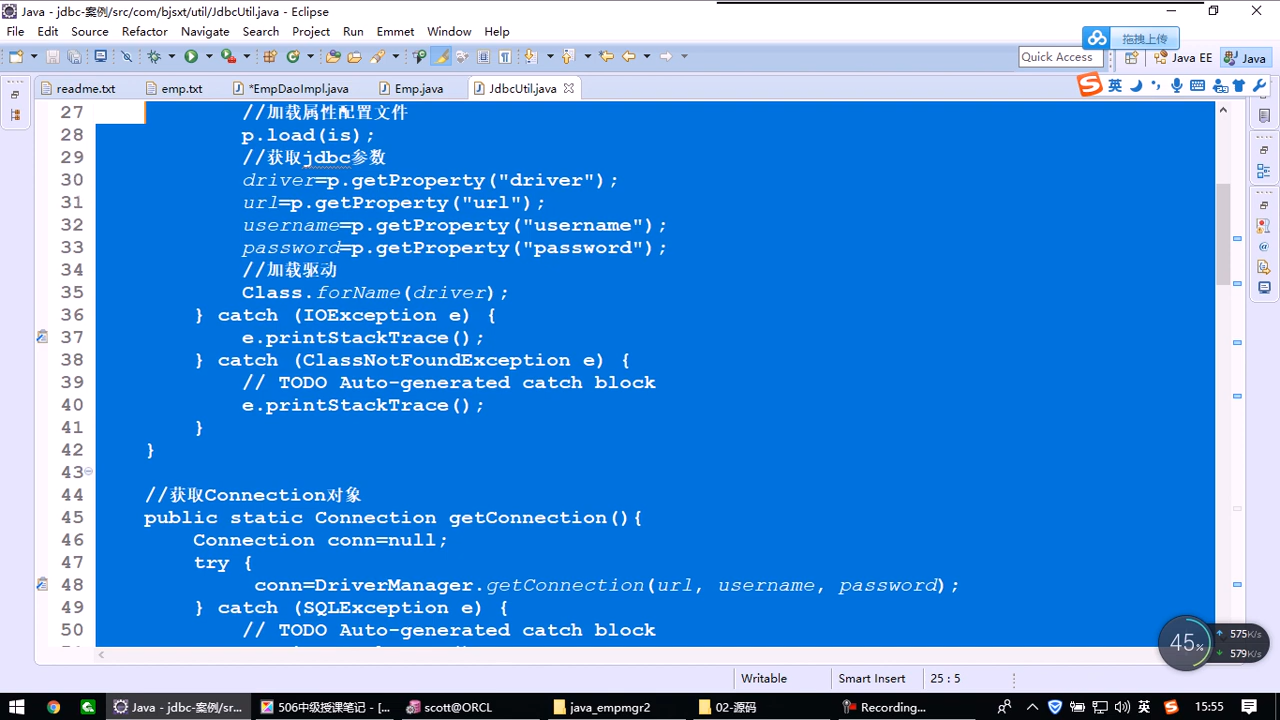 Java - jdbc-案例/src/com/bjsxt/util/JdbcUtil.java - Eclipse
File Edit Source Refactor Navigate Search Project Run Emmet Window Help
拖拽上传
Quick Access Java EE Java
readme.txt emp.txt *EmpDaoImpl.java Emp.java JdbcUtil.java 英
27 //加载属性配置文件
28 p.load(is);
29 //获取jdbc参数
30 driver=p.getProperty("driver");
31 url=p.getProperty("url");
32 username=p.getProperty("username");
33 password=p.getProperty("password");
34 //加载驱动
35 Class.forName(driver);
36 } catch (IOException e) {
37 e.printStackTrace();
38 } catch (ClassNotFoundException e) {
39 // TODO Auto-generated catch block
40 e.printStackTrace();
41 }
42 }
43
44 //获取Connection对象
45 public static Connection getConnection(){
46 Connection conn=null;
47 try {
48 conn=DriverManager.getConnection(url, username, password);
49 } catch (SQLException e) {
50 // TODO Auto-generated catch block
45% 575K/s
579K/s
Writable Smart Insert 25 : 5
Java - jdbc-案例/sr... 506中级授课笔记 - [... scott@ORCL java_empmgr2 02-源码 Recording... 英 15:55